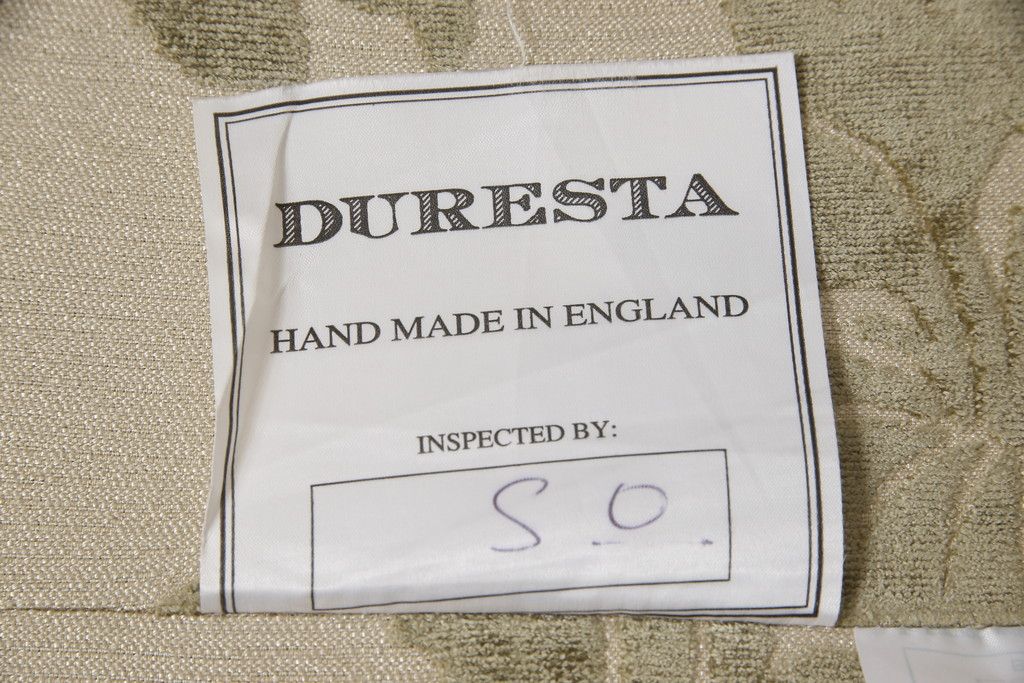 DURESTA
HAND MADE IN ENGLAND
INSPECTED BY:
S.O.